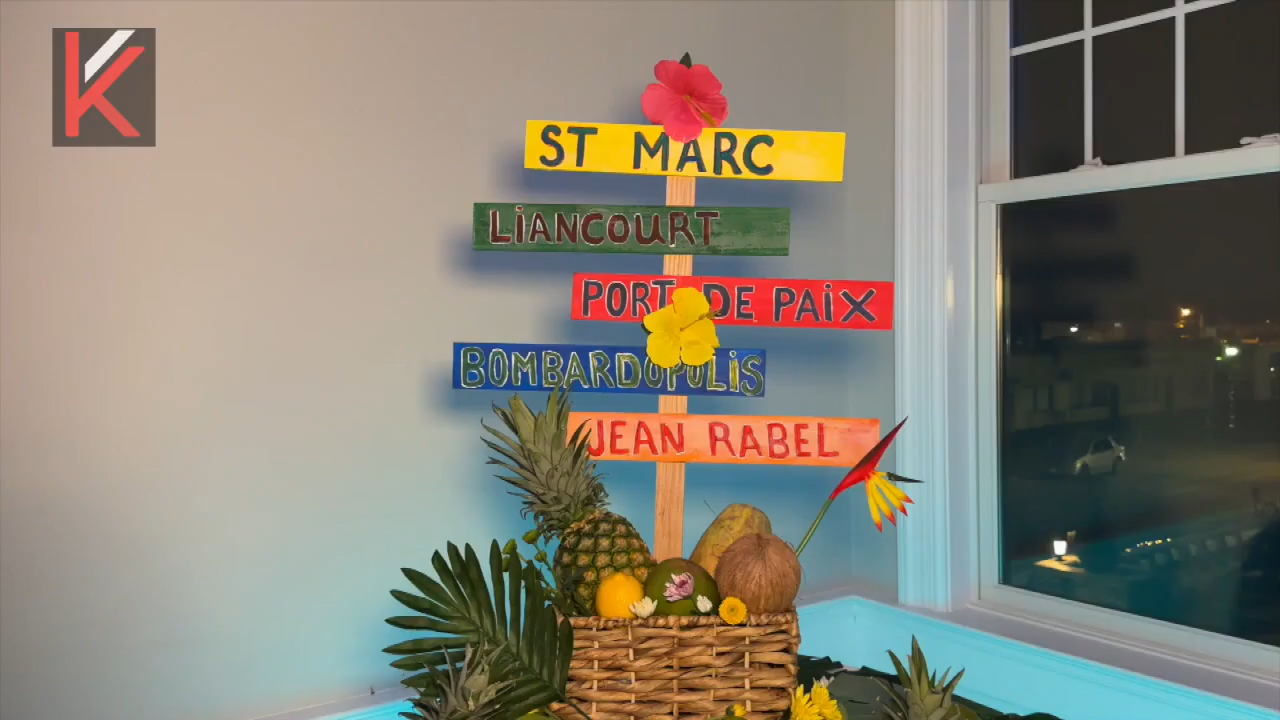 K
ST MARC
LiANCOURT
PORT DE PAiX
BOMBARDOPOLiS
JEAN RABEL